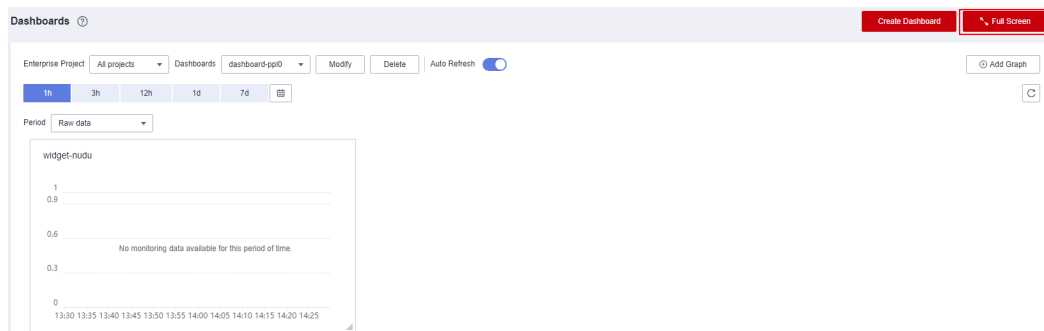 Dashboards ?
Create Dashboard
Full Screen
Enterprise Project All projects Dashboards dashboard-ppl0 Modify Delete Auto Refresh
Add Graph
1h 3h 12h 1d 7d
Period Raw data
widget-nudu
1
0.9
0.6
No monitoring data available for this period of time.
0.3
0
13:30 13:35 13:40 13:45 13:50 13:55 14:00 14:05 14:10 14:15 14:20 14:25